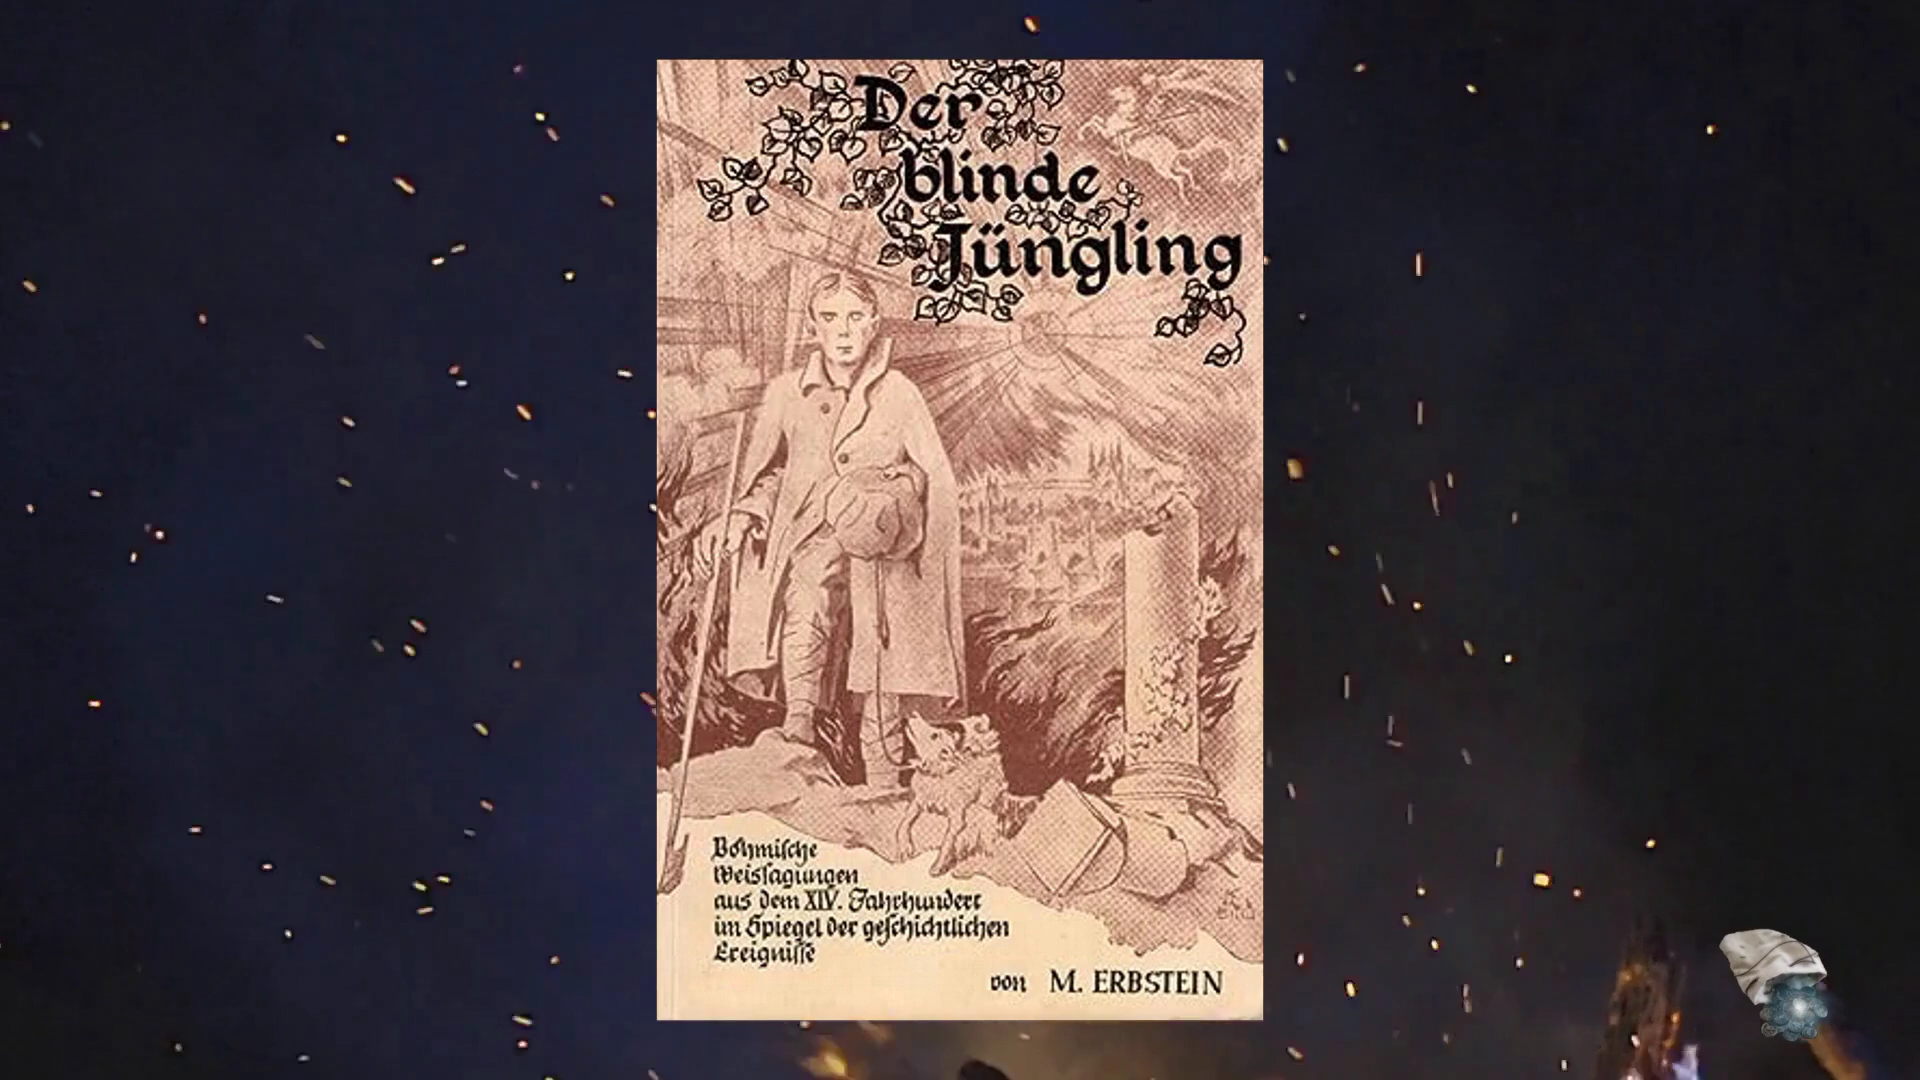 Der
blinde
Jüngling
Böhmische
Weissagungen
aus dem XIV. Jahrhundert
im Spiegel der geschichtlichen
Ereignisse
von M. ERBSTEIN